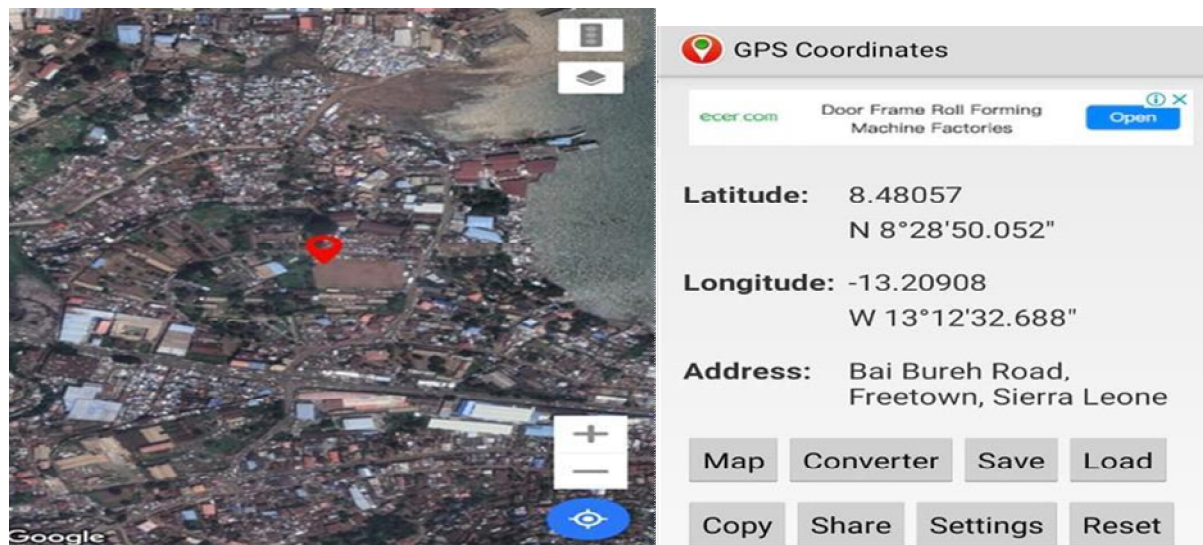 Google
GPS Coordinates
ecer.com
Door Frame Roll Forming
Machine Factories
Open
Latitude: 8.48057
N 8°28'50.052"
Longitude: -13.20908
W 13°12'32.688"
Address: Bai Bureh Road,
Freetown, Sierra Leone
Map Converter Save Load
Copy Share Settings Reset